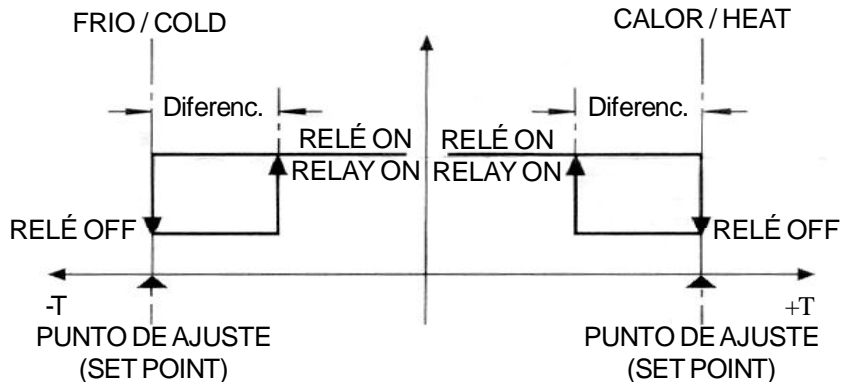 FRIO / COLD
CALOR / HEAT
Diferenc.
Diferenc.
RELÉ ON
RELAY ON
RELÉ ON
RELAY ON
RELÉ OFF
RELÉ OFF
-T
+T
PUNTO DE AJUSTE
(SET POINT)
PUNTO DE AJUSTE
(SET POINT)